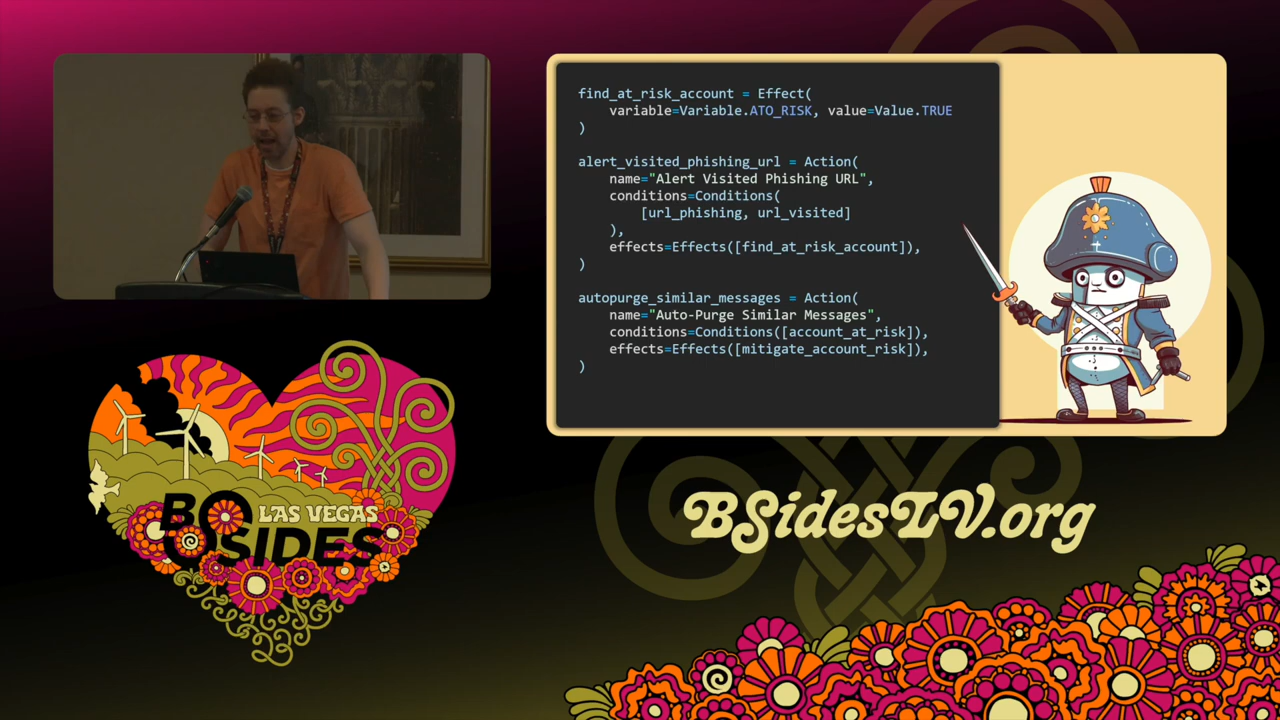 find_at_risk_account = Effect(
    variable=Variable.ATO_RISK, value=Value.TRUE
)
alert_visited_phishing_url = Action(
    name="Alert Visited Phishing URL",
    conditions=Conditions(
        [url_phishing, url_visited]
    ),
    effects=Effects([find_at_risk_account]),
)
autopurge_similar_messages = Action(
    name="Auto-Purge Similar Messages",
    conditions=Conditions([account_at_risk]),
    effects=Effects([mitigate_account_risk]),
)
BSIDES
LAS VEGAS
23
BSidesLV.org